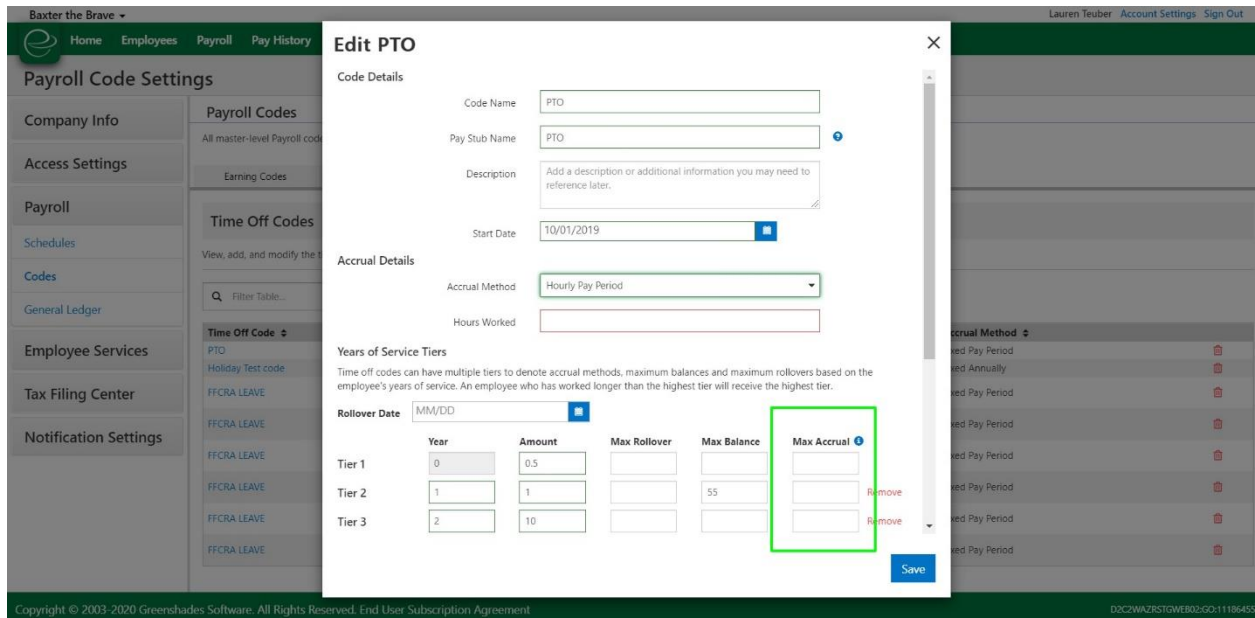 Baxter the Brave
Lauren Teuber Account Settings Sign Out
Home Employees Payroll Pay History
Payroll Code Settings
Company Info
Access Settings
Payroll
Schedules
Codes
General Ledger
Employee Services
Tax Filing Center
Notification Settings
Payroll Codes
All master-level Payroll code
Earning Codes
Time Off Codes
View, add, and modify the t
Filter Table...
Time Off Code
PTO
Holiday Test code
FFCRA LEAVE
FFCRA LEAVE
FFCRA LEAVE
FFCRA LEAVE
FFCRA LEAVE
FFCRA LEAVE
Edit PTO
Code Details
Code Name PTO
Pay Stub Name PTO
Description Add a description or additional information you may need to
reference later.
Start Date 10/01/2019
Accrual Details
Accrual Method Hourly Pay Period
Hours Worked
Years of Service Tiers
Time off codes can have multiple tiers to denote accrual methods, maximum balances and maximum rollovers based on the
employee's years of service. An employee who has worked longer than the highest tier will receive the highest tier.
Rollover Date MM/DD
Year Amount Max Rollover Max Balance Max Accrual
Tier 1 0 0.5
Tier 2 1 1 55 Remove
Tier 3 2 10 Remove
Save
ccrual Method
xed Pay Period
xed Annually
xed Pay Period
xed Pay Period
xed Pay Period
xed Pay Period
xed Pay Period
xed Pay Period
Copyright © 2003-2020 Greenshades Software. All Rights Reserved. End User Subscription Agreement
D2C2WAZRSTGWEB02:GO:11186455